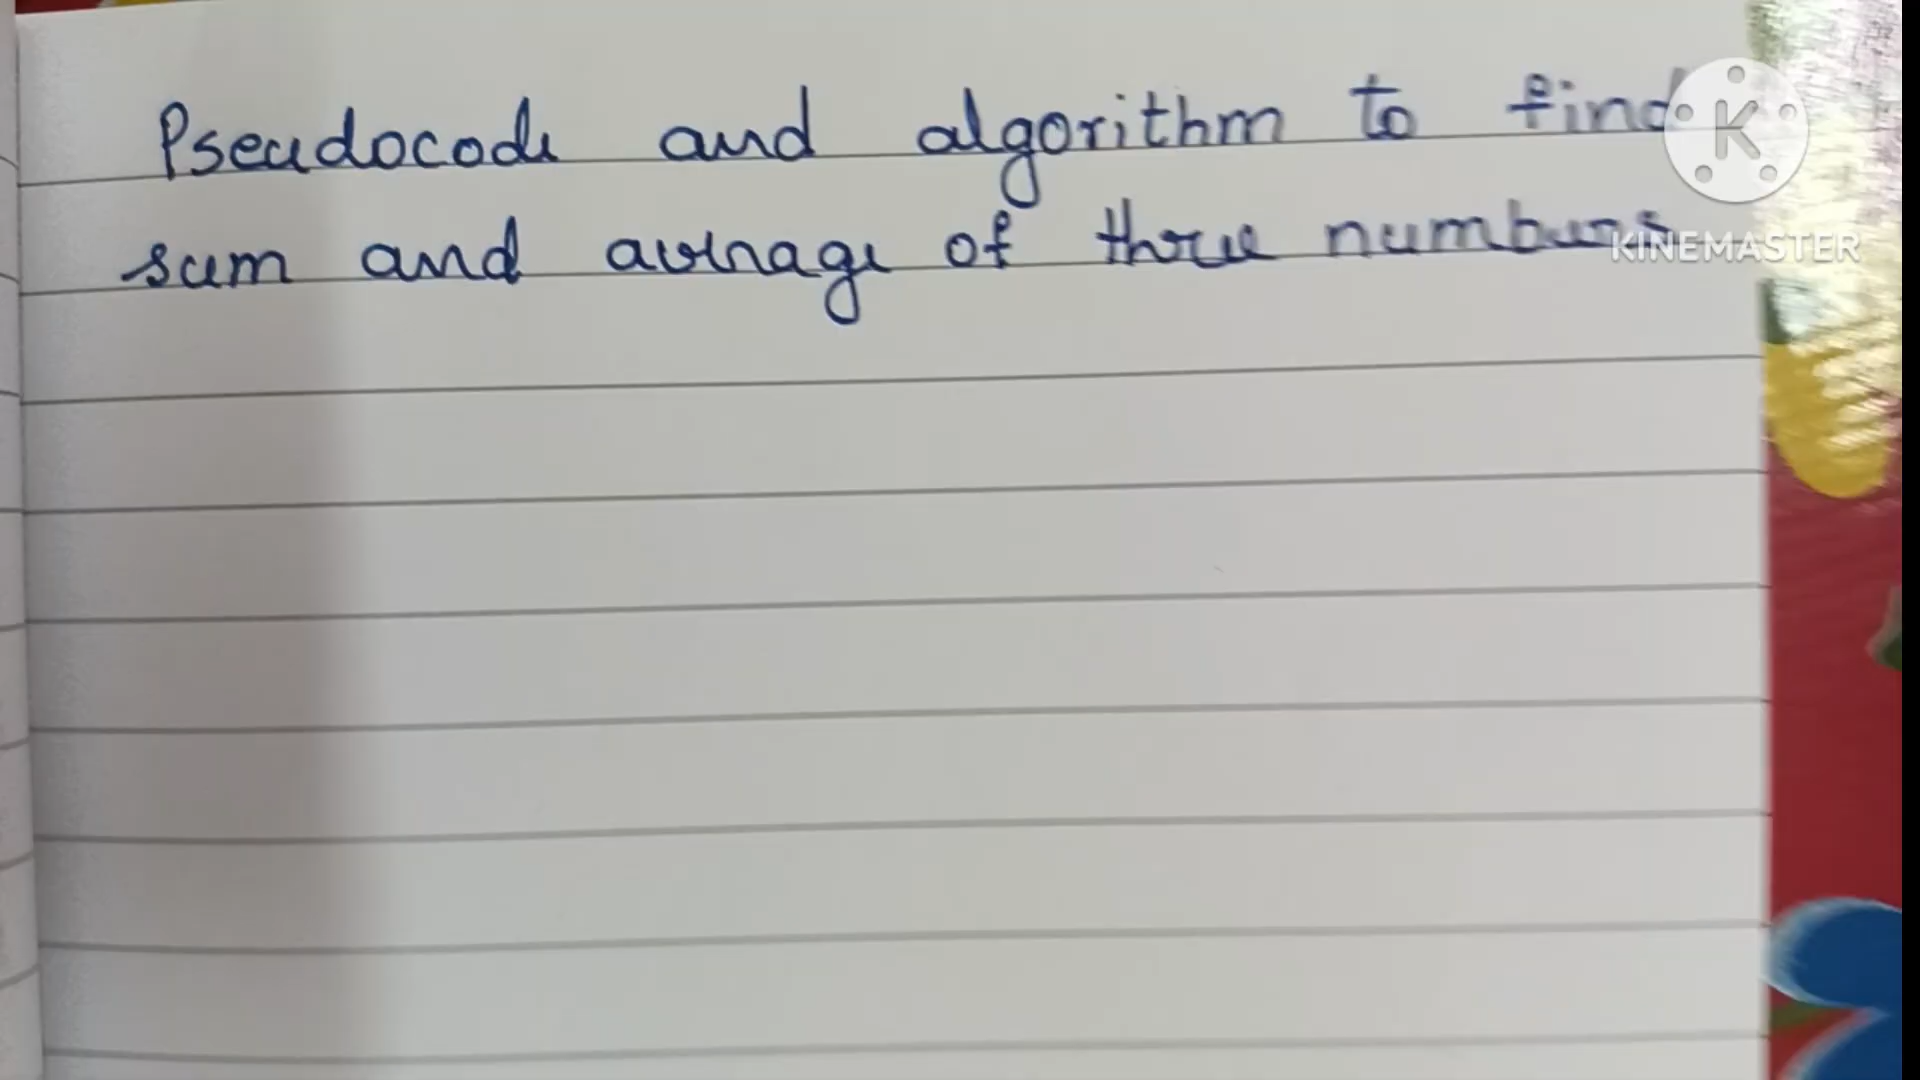 Pseudocode and algorithm to find
sum and average of three numbers
K
KINEMASTER